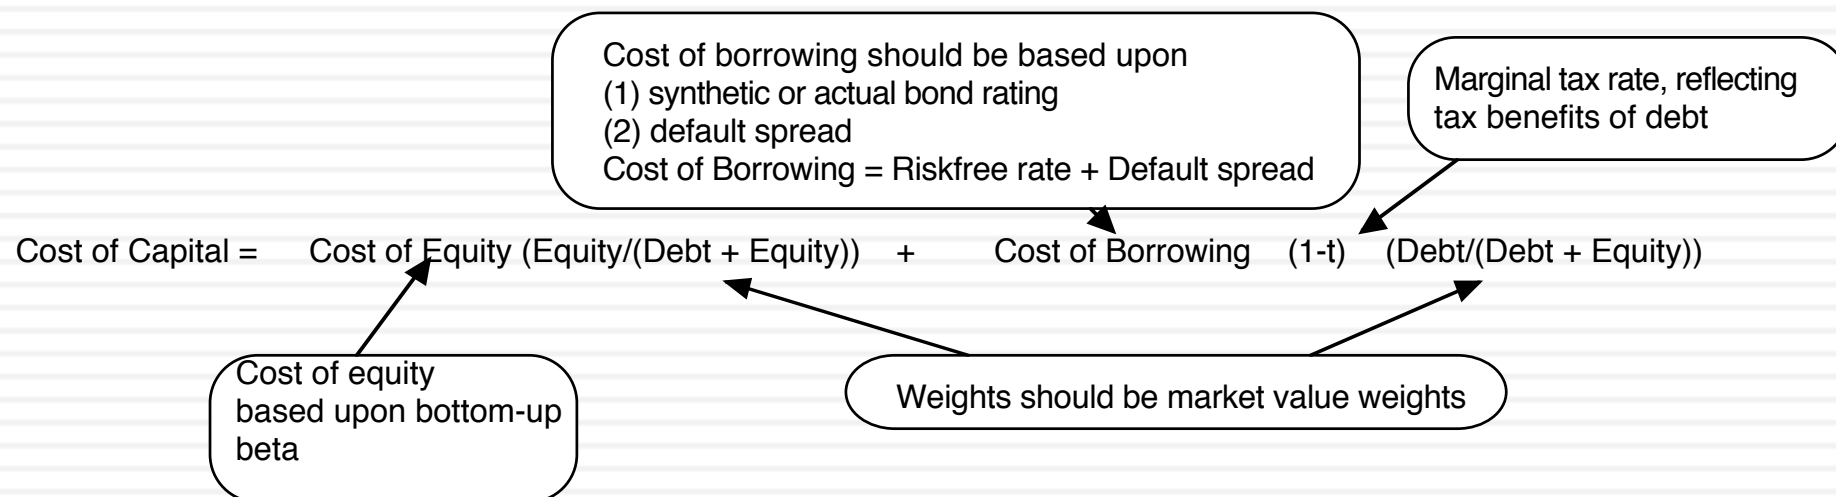 Cost of borrowing should be based upon
(1) synthetic or actual bond rating
(2) default spread
Cost of Borrowing = Riskfree rate + Default spread
Marginal tax rate, reflecting
tax benefits of debt
Cost of Capital = Cost of Equity (Equity/(Debt + Equity)) + Cost of Borrowing (1-t) (Debt/(Debt + Equity))
Cost of equity
based upon bottom-up
beta
Weights should be market value weights